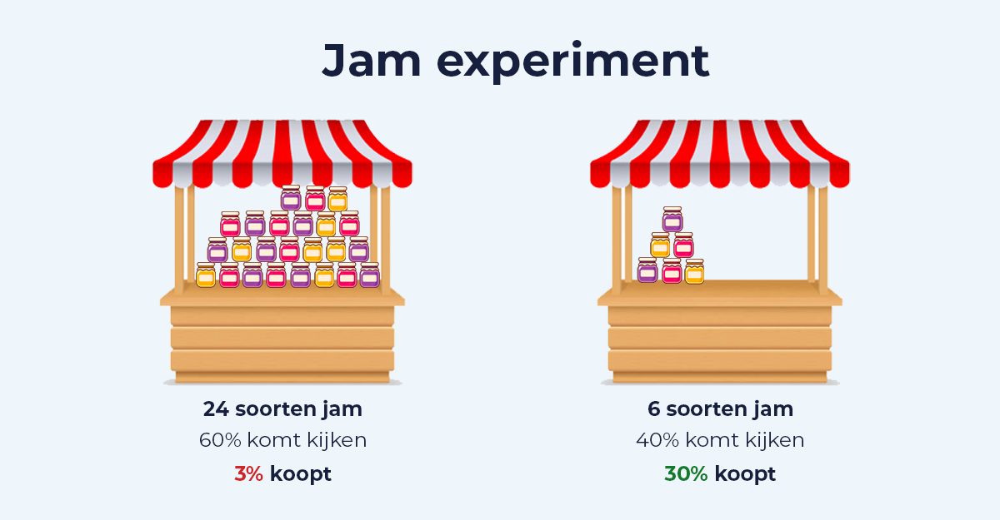 Jam experiment
24 soorten jam
60% komt kijken
3% koopt
6 soorten jam
40% komt kijken
30% koopt